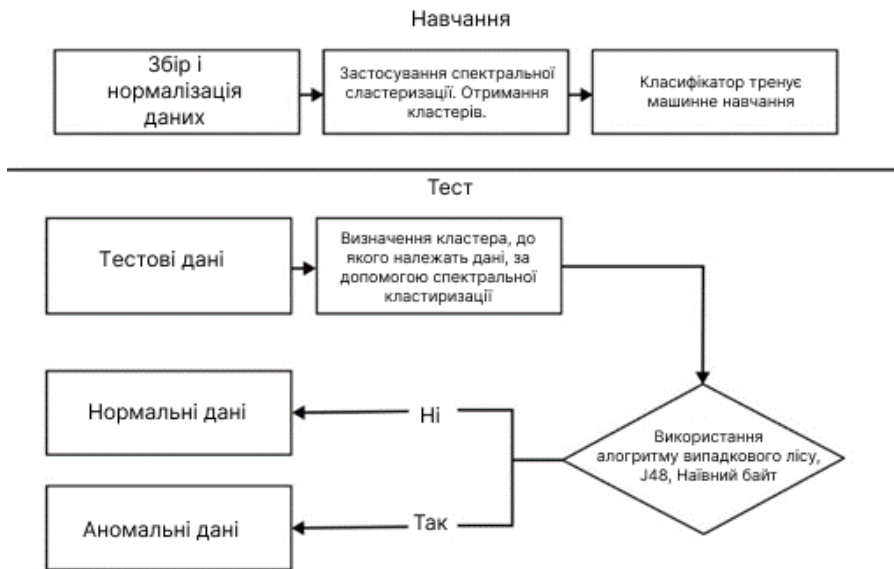 Навчання
Збір і
нормалізація
даних
Застосування спектральної
сластеризації. Отримання
кластерів.
Класифікатор тренує
машинне навчання
Тест
Тестові дані
Визначення кластера, до
якого належать дані, за
допомогою спектральної
кластиризації
Нормальні дані
Ні
Використання
алогритму випадкового лісу,
J48, Наївний байт
Аномальні дані
Так